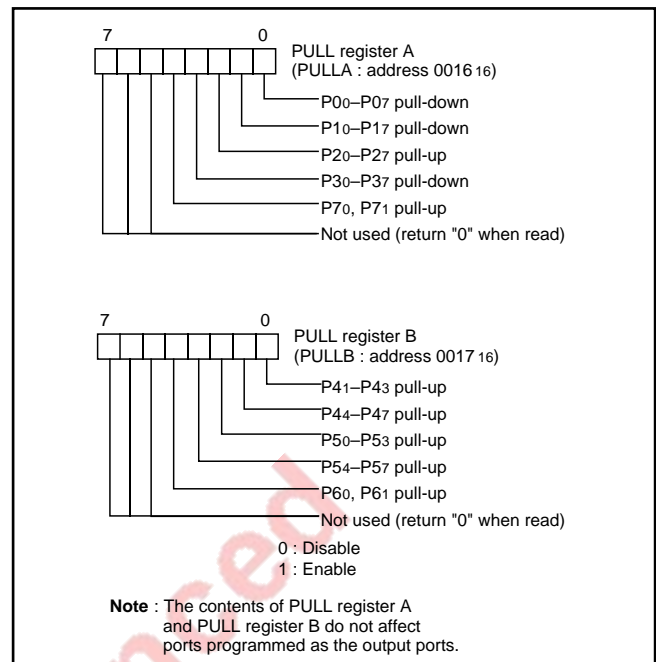 7 0
PULL register A
(PULLA : address 0016 16)
P00–P07 pull-down
P10–P17 pull-down
P20–P27 pull-up
P30–P37 pull-down
P70, P71 pull-up
Not used (return "0" when read)
7 0
PULL register B
(PULLB : address 0017 16)
P41–P43 pull-up
P44–P47 pull-up
P50–P53 pull-up
P54–P57 pull-up
P60, P61 pull-up
Not used (return "0" when read)
0 : Disable
1 : Enable
Note : The contents of PULL register A
and PULL register B do not affect
ports programmed as the output ports.
nced